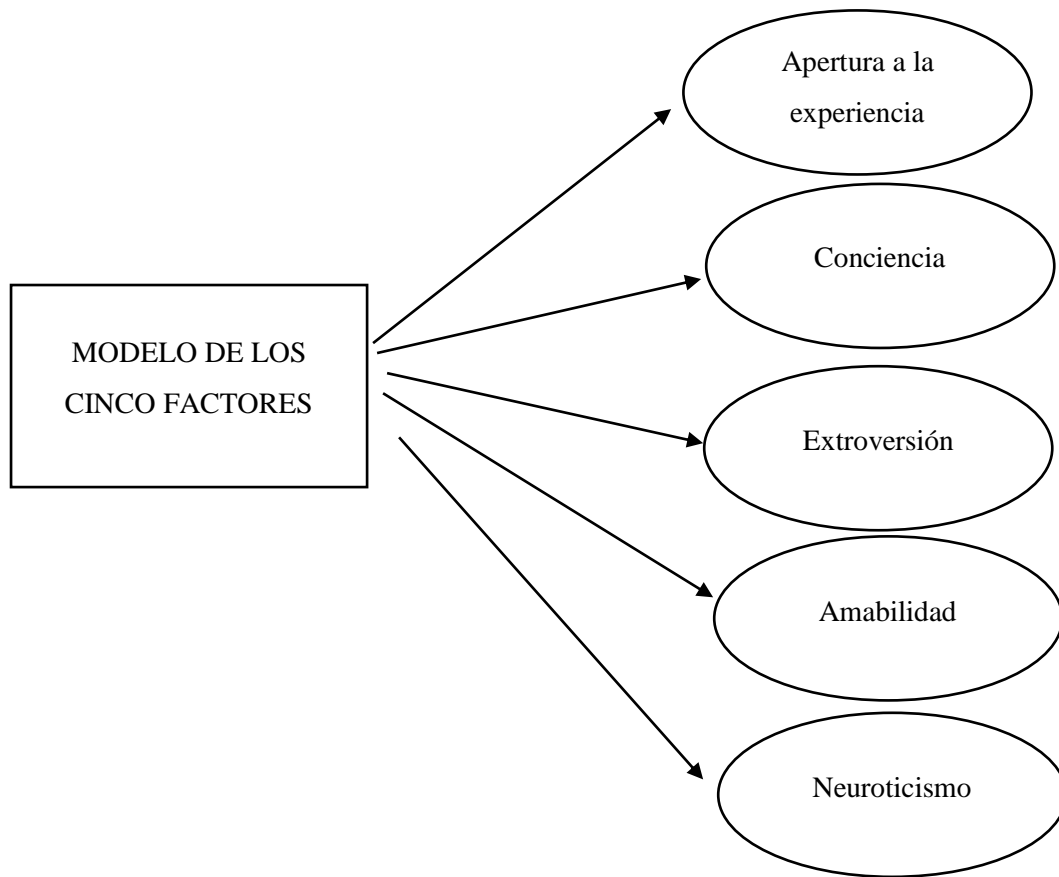 Apertura a la
experiencia
Conciencia
MODELO DE LOS
CINCO FACTORES
Extroversión
Amabilidad
Neuroticismo